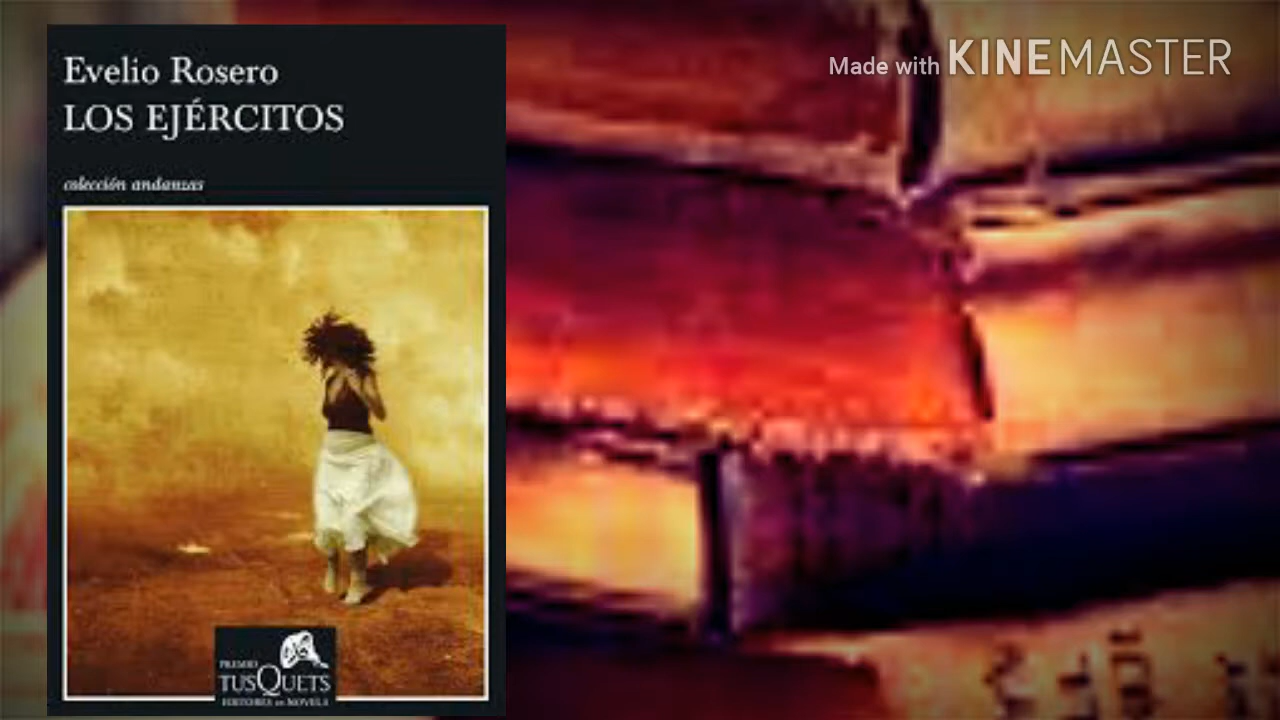 Evelio Rosero
LOS EJÉRCITOS
colección andanzas
PREMIO
TUSQUETS
EDITORES DE NOVELA
Made with KINEMASTER